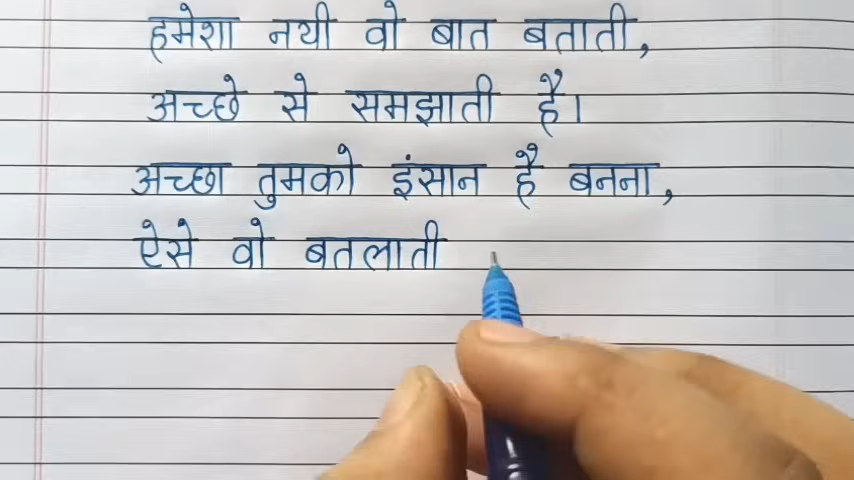 हमेशा नयी वो बात बताती,
अच्छे से समझाती है।
अच्छा तुमको इंसान है बनना,
ऐसे वो बतलाती